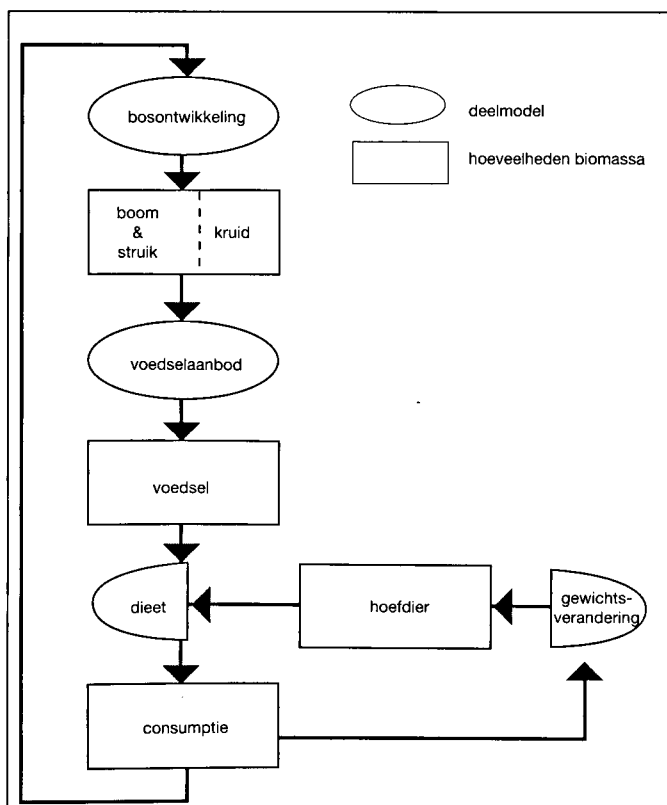 bosontwikkeling
deelmodel
hoeveelheden biomassa
boom
&
struik
kruid
voedselaanbod
voedsel
dieet
hoefdier
gewichts-
verandering
consumptie